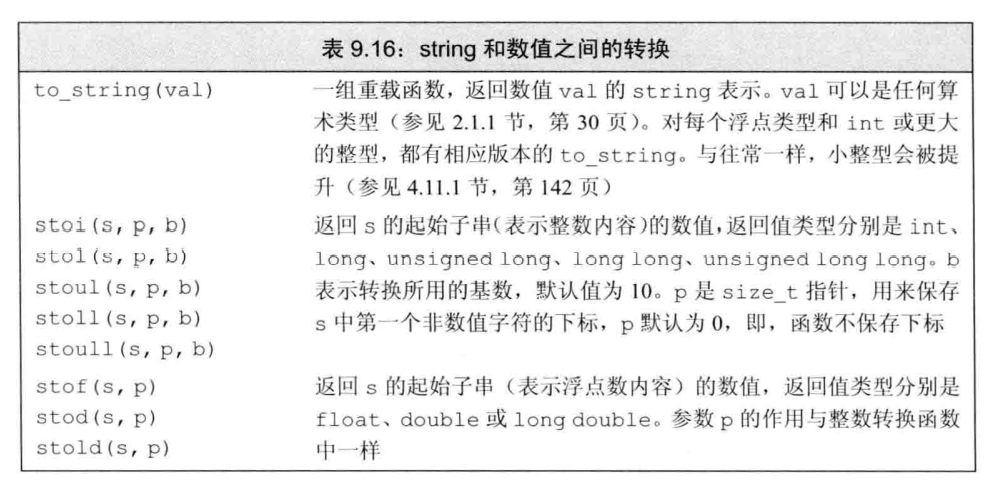 表 9.16：string 和数值之间的转换
to_string(val) 一组重载函数，返回数值 val 的 string 表示。val 可以是任何算
术类型（参见 2.1.1 节，第 30 页）。对每个浮点类型和 int 或更大
的整型，都有相应版本的 to_string。与往常一样，小整型会被提
升（参见 4.11.1 节，第 142 页）
stoi(s, p, b) 返回 s 的起始子串（表示整数内容）的数值，返回值类型分别是 int、
stol(s, p, b) long、unsigned long、long long、unsigned long long。b
stoul(s, p, b) 表示转换所用的基数，默认值为 10。p 是 size_t 指针，用来保存
stoll(s, p, b) s 中第一个非数值字符的下标，p 默认为 0，即，函数不保存下标
stoull(s, p, b)
stof(s, p) 返回 s 的起始子串（表示浮点数内容）的数值，返回值类型分别是
stod(s, p) float、double 或 long double。参数 p 的作用与整数转换函数
stold(s, p) 中一样